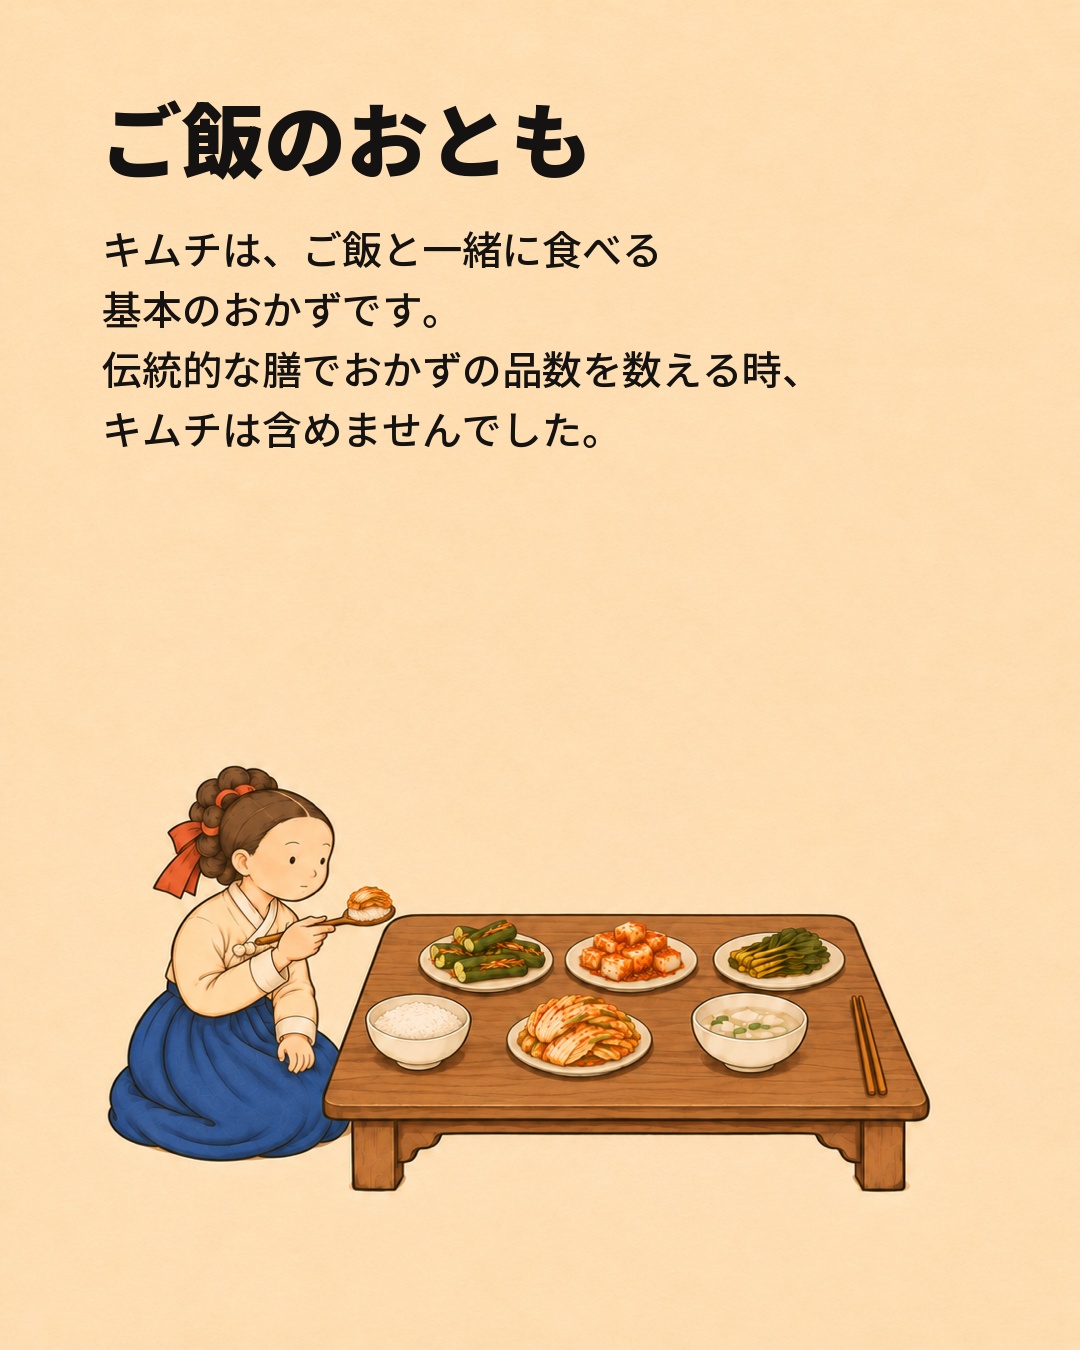 ご飯のおとも
キムチは、ご飯と一緒に食べる
基本のおかずです。
伝統的な膳でおかずの品数を数える時、
キムチは含めませんでした。